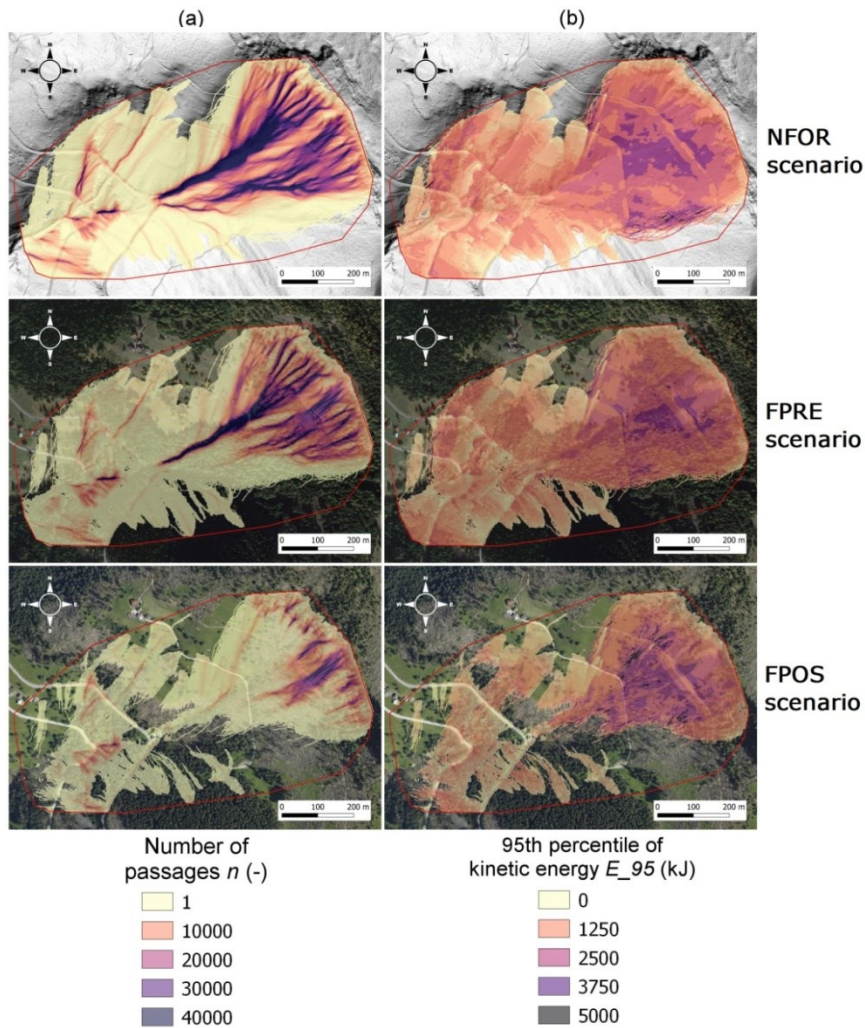 (a)
(b)
N
W
E
S
0 100 200 m
N
W
E
S
0 100 200 m
NFOR
scenario
N
W
E
S
0 100 200 m
N
W
E
S
0 100 200 m
FPRE
scenario
N
W
E
S
0 100 200 m
N
W
E
S
0 100 200 m
FPOS
scenario
Number of
passages n (-)
1
10000
20000
30000
40000
95th percentile of
kinetic energy E_95 (kJ)
0
1250
2500
3750
5000